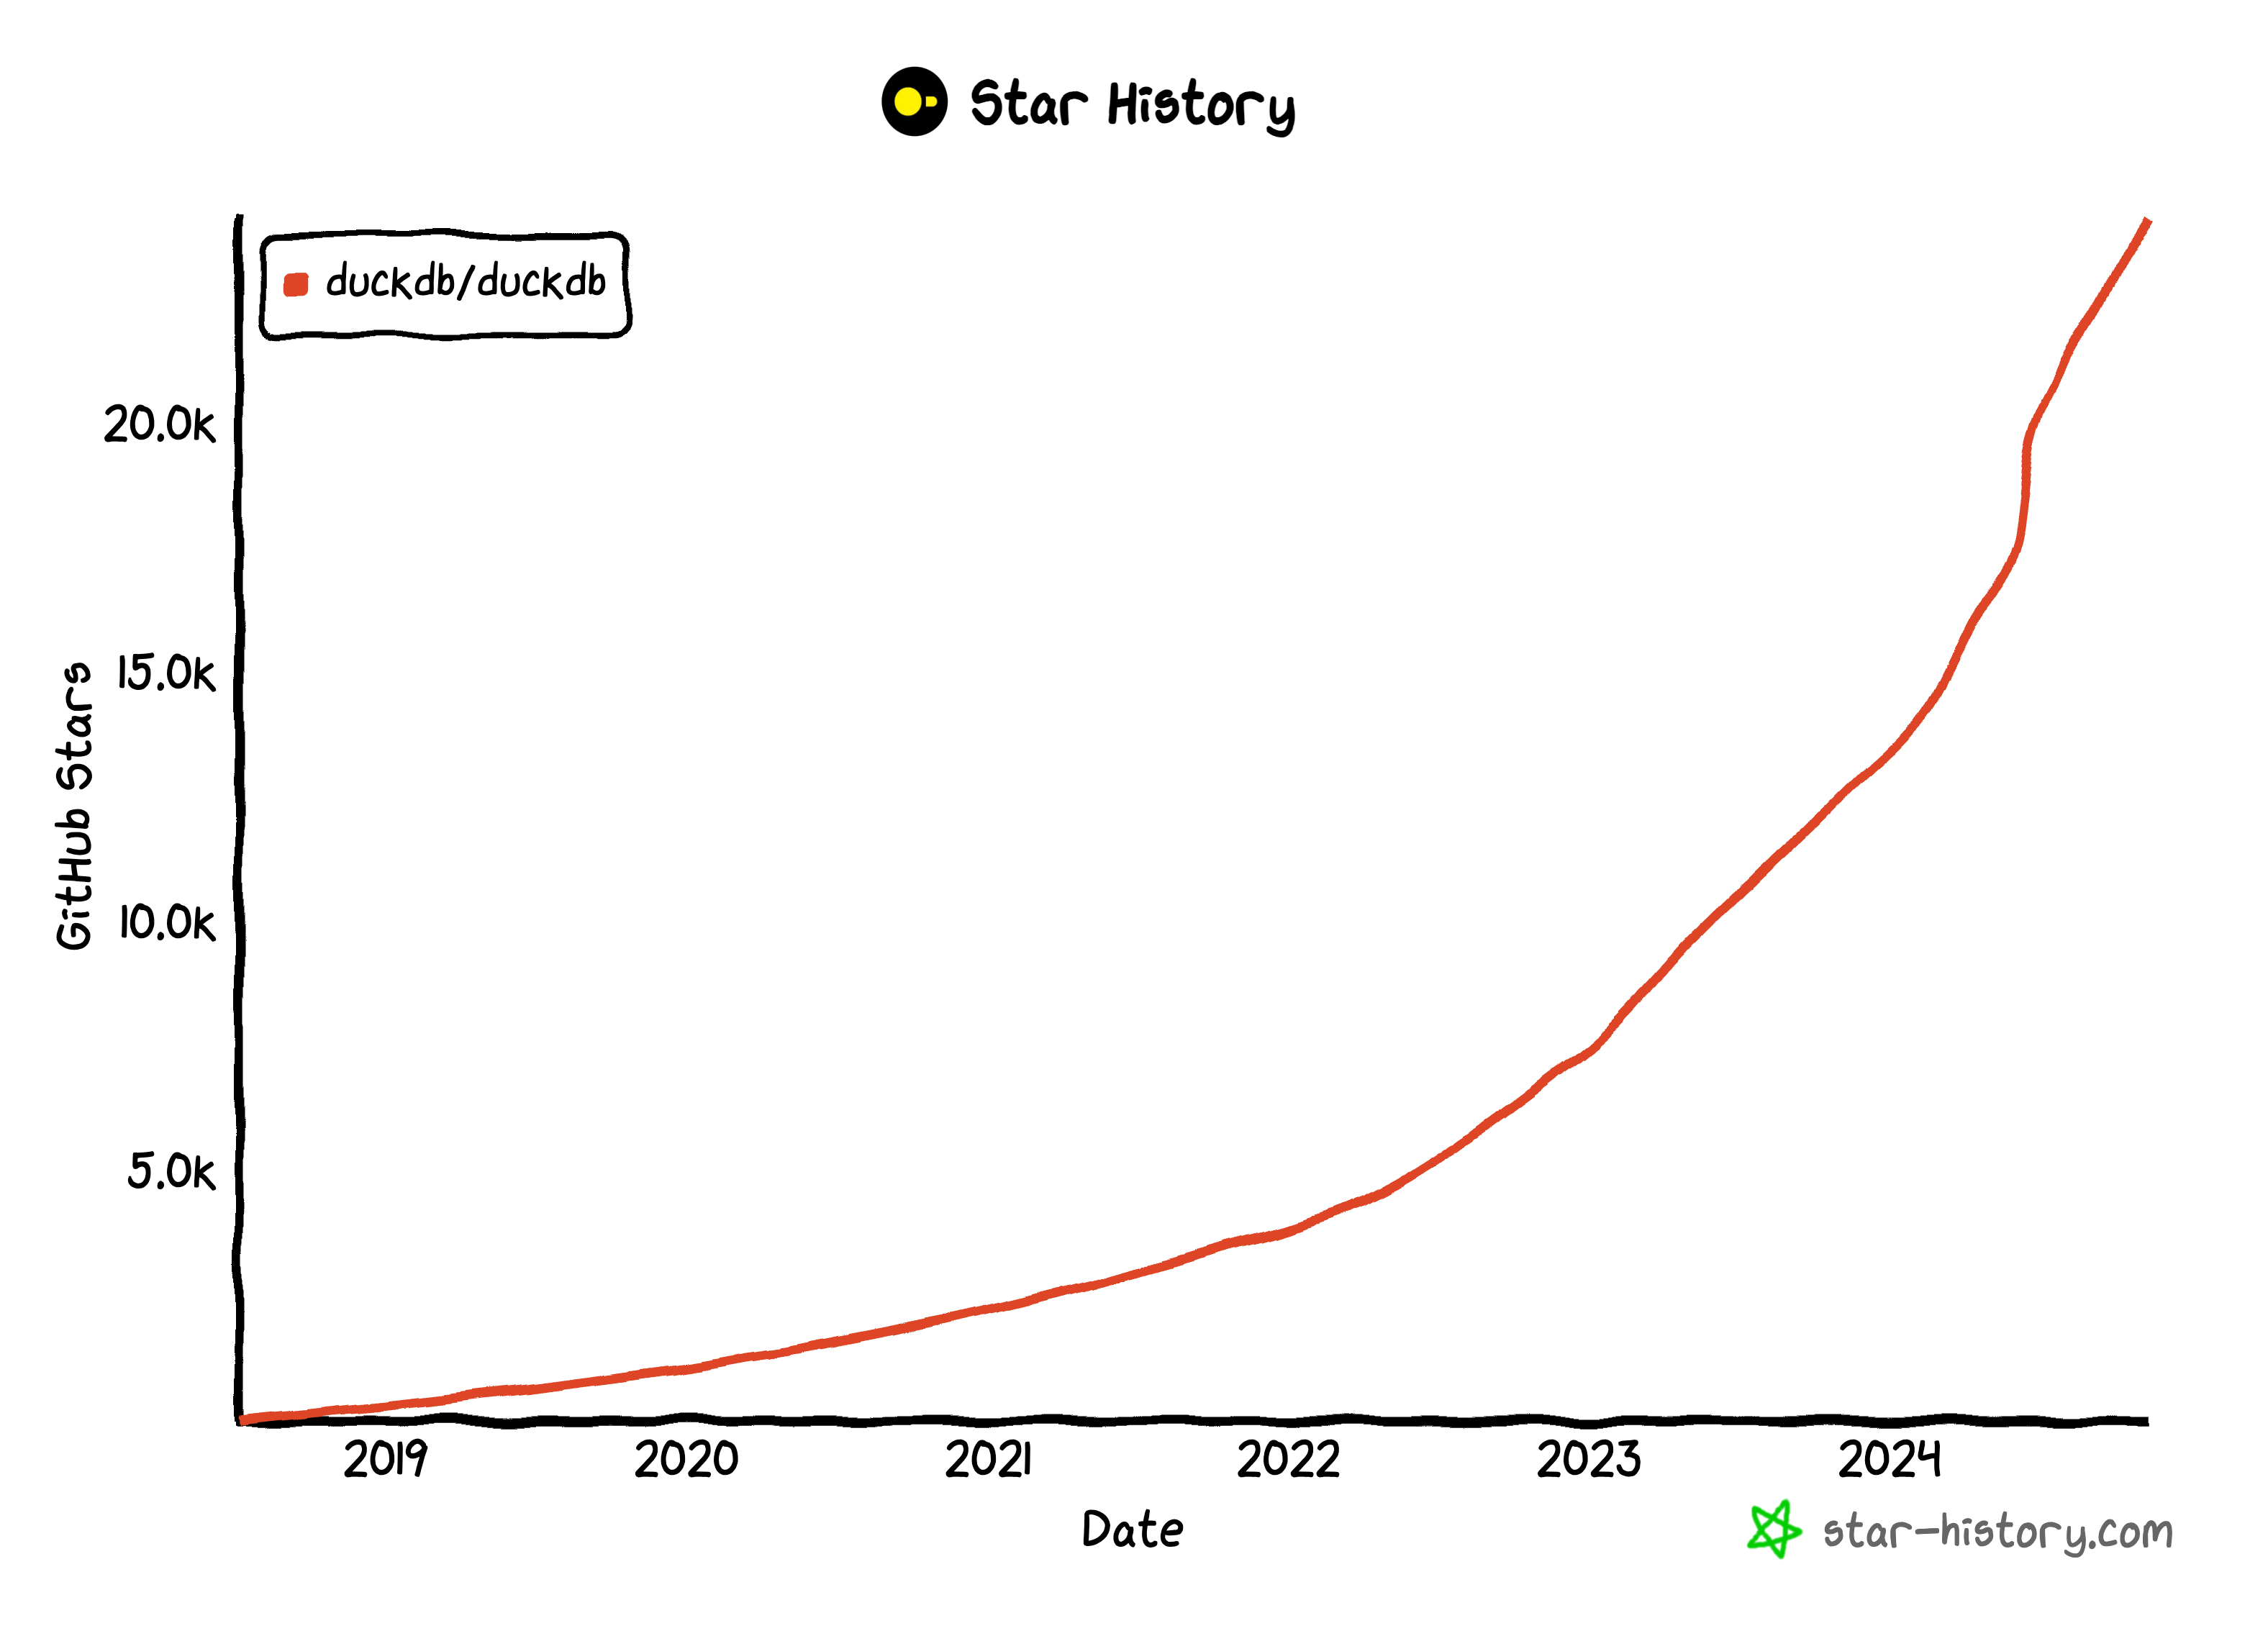 Star History
duckdb/duckdb
20.0k
15.0k
10.0k
5.0k
GitHub Stars
2019 2020 2021 2022 2023 2024
Date
star-history.com